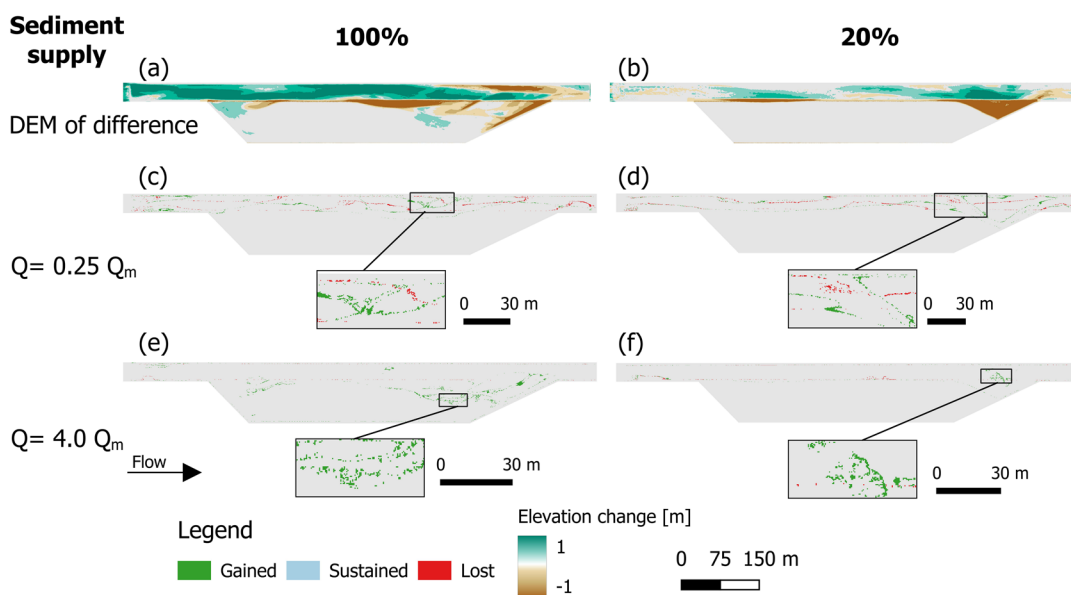 Sediment supply
100%
20%
(a)
(b)
DEM of difference
(c)
(d)
Q= 0.25 Qm
0 30 m
0 30 m
(e)
(f)
Q= 4.0 Qm
Flow
0 30 m
0 30 m
Legend
Gained Sustained Lost
Elevation change [m]
1
-1
0 75 150 m